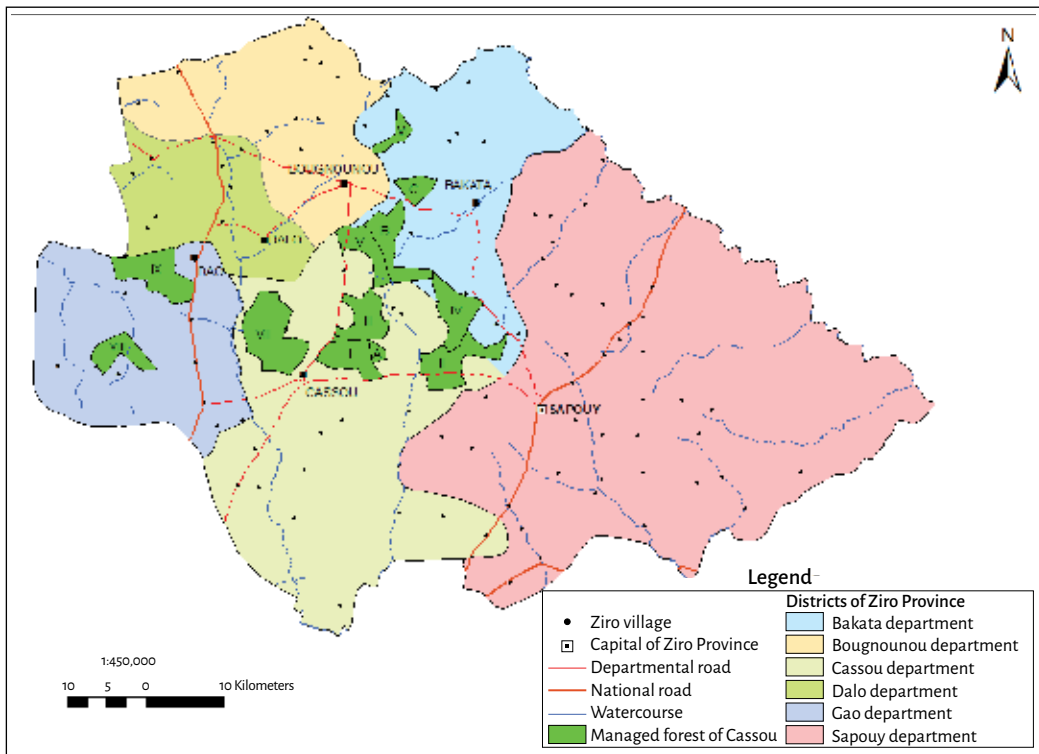 N
BOUGNOUNOU
BAKATA
DALO
IX
GAO
IV
CASSOU
SAPOUY
Legend
Ziro village
Capital of Ziro Province
Departmental road
National road
Watercourse
Managed forest of Cassou
Districts of Ziro Province
Bakata department
Bougnounou department
Cassou department
Dalo department
Gao department
Sapouy department
1:450,000
10 5 0 10 Kilometers